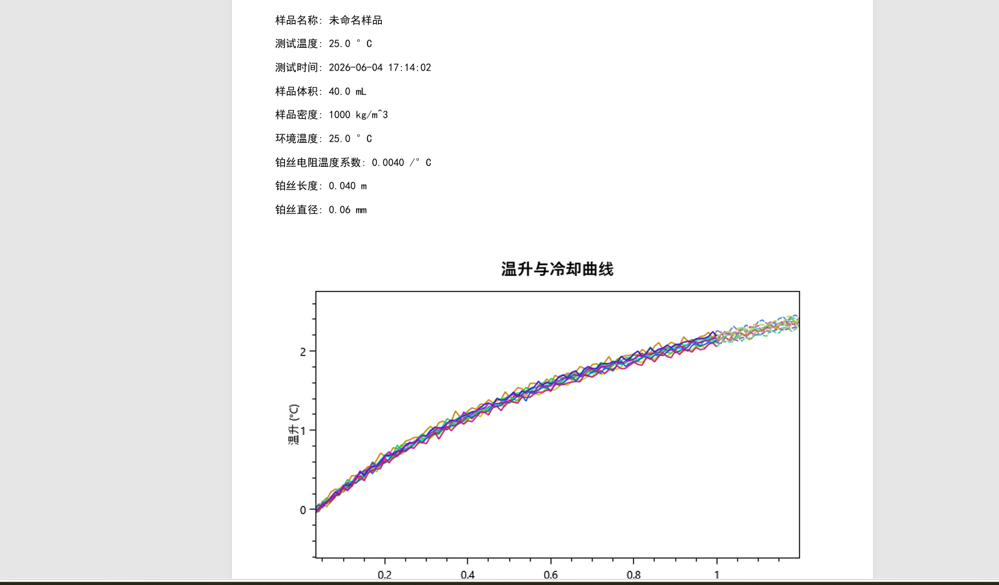 样品名称: 未命名样品
测试温度: 25.0 °C
测试时间: 2026-06-04 17:14:02
样品体积: 40.0 mL
样品密度: 1000 kg/m^3
环境温度: 25.0 °C
铂丝电阻温度系数: 0.0040 /°C
铂丝长度: 0.040 m
铂丝直径: 0.06 mm
温升与冷却曲线
温升 (°C)
2
1
0
0.2 0.4 0.6 0.8 1